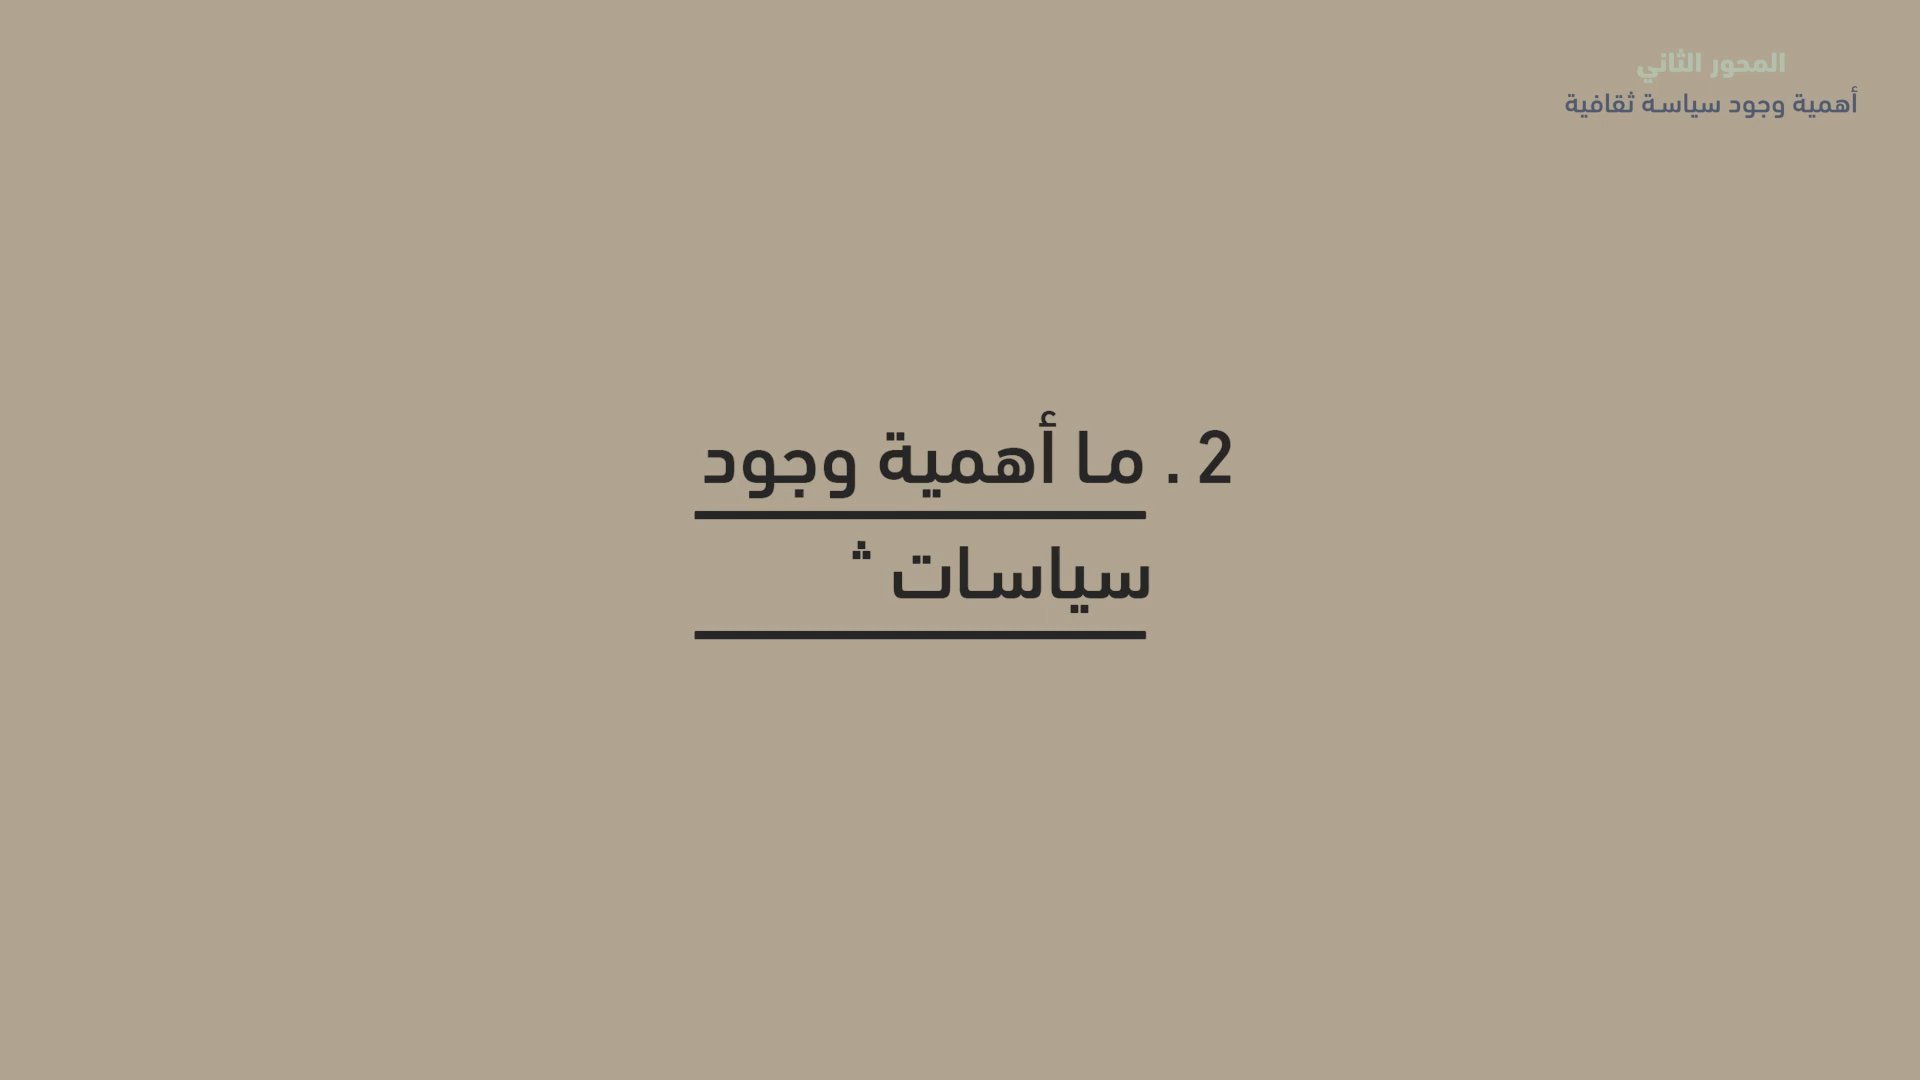 المحور الثاني
أهمية وجود سياسة ثقافية
2 . ما أهمية وجود
سياسات